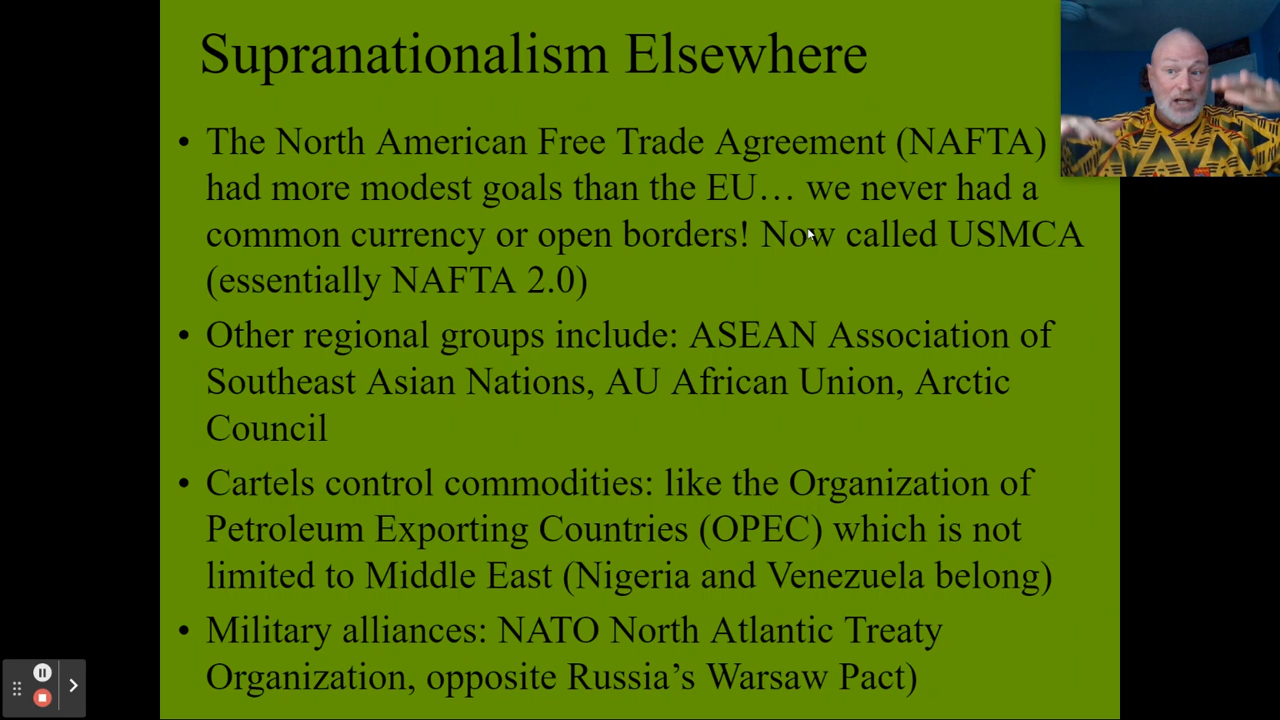 Supranationalism Elsewhere
• The North American Free Trade Agreement (NAFTA)
had more modest goals than the EU… we never had a
common currency or open borders! Now called USMCA
(essentially NAFTA 2.0)
• Other regional groups include: ASEAN Association of
Southeast Asian Nations, AU African Union, Arctic
Council
• Cartels control commodities: like the Organization of
Petroleum Exporting Countries (OPEC) which is not
limited to Middle East (Nigeria and Venezuela belong)
• Military alliances: NATO North Atlantic Treaty
Organization, opposite Russia’s Warsaw Pact)